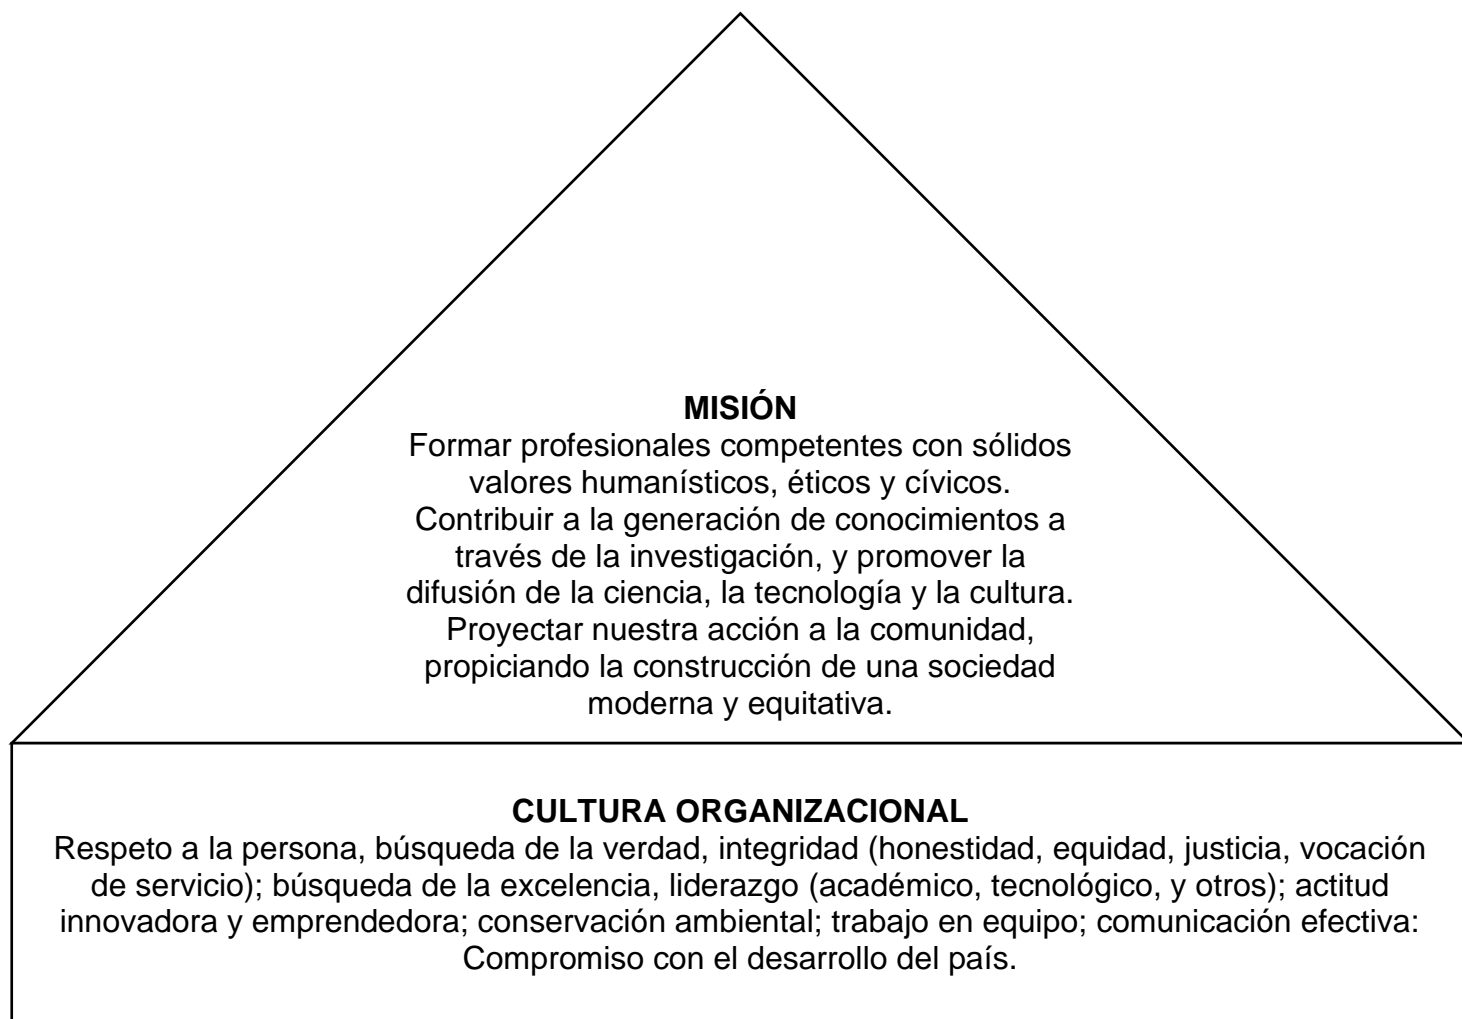 MISIÓN
Formar profesionales competentes con sólidos
valores humanísticos, éticos y cívicos.
Contribuir a la generación de conocimientos a
través de la investigación, y promover la
difusión de la ciencia, la tecnología y la cultura.
Proyectar nuestra acción a la comunidad,
propiciando la construcción de una sociedad
moderna y equitativa.
CULTURA ORGANIZACIONAL
Respeto a la persona, búsqueda de la verdad, integridad (honestidad, equidad, justicia, vocación
de servicio); búsqueda de la excelencia, liderazgo (académico, tecnológico, y otros); actitud
innovadora y emprendedora; conservación ambiental; trabajo en equipo; comunicación efectiva:
Compromiso con el desarrollo del país.